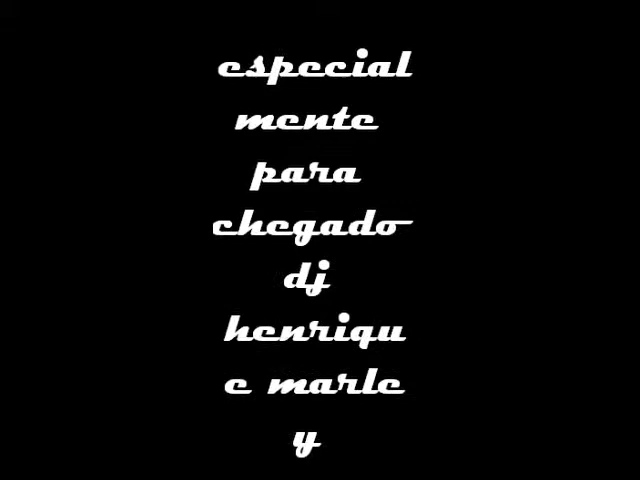 especial
mente
para
chegado
dj
henriqu
e marle
y